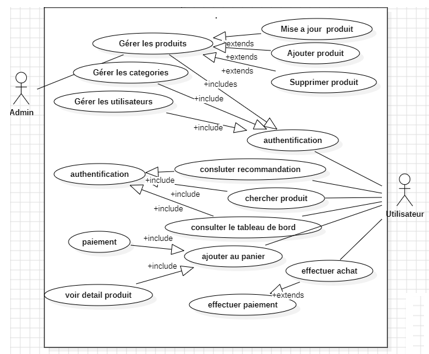 Mise a jour produit
Gérer les produits
+extends
Ajouter produit
+extends
Gérer les categories
+extends
Supprimer produit
+includes
Admin
Gérer les utilisateurs
+include
+include
authentification
consluter recommandation
authentification
+include
chercher produit
+include
+include
Utilisateur
consulter le tableau de bord
paiement
+include
ajouter au panier
+include
effectuer achat
voir detail produit
+extends
effectuer paiement